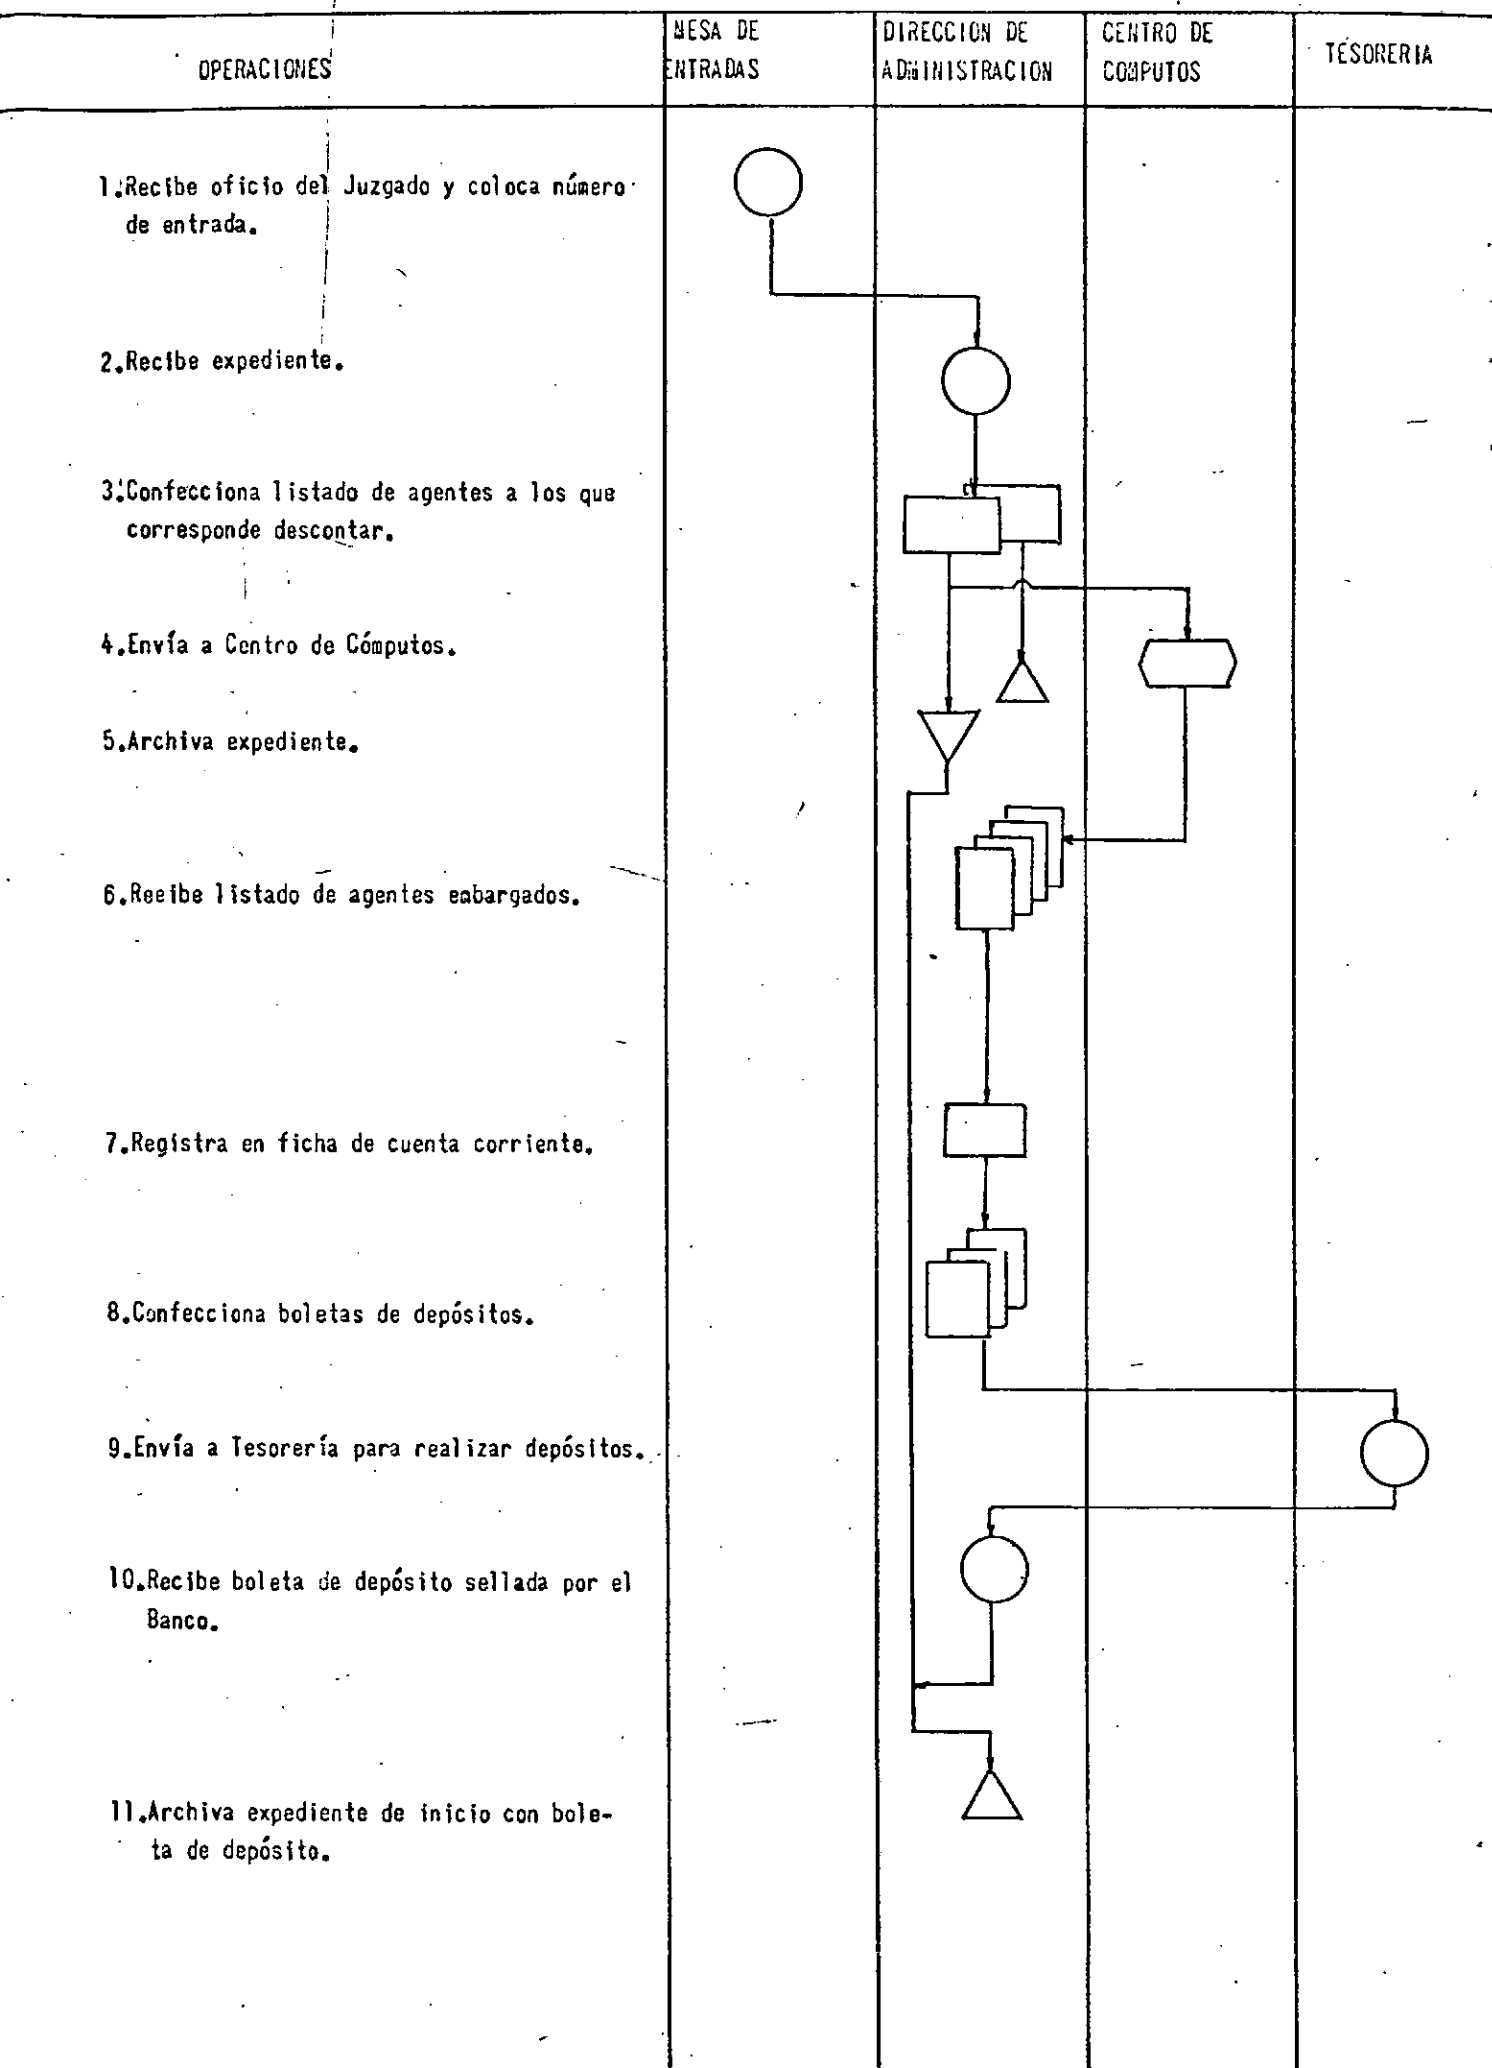 OPERACIONES
MESA DE
ENTRADAS
DIRECCION DE
ADMINISTRACION
CENTRO DE
COMPUTOS
TESORERIA
1.Recibe oficio del Juzgado y coloca número
de entrada.
2.Recibe expediente.
3.Confecciona listado de agentes a los que
corresponde descontar.
4.Envía a Centro de Cómputos.
5.Archiva expediente.
6.Recibe listado de agentes embargados.
7.Registra en ficha de cuenta corriente.
8.Confecciona boletas de depósitos.
9.Envía a Tesorería para realizar depósitos.
10.Recibe boleta de depósito sellada por el
Banco.
11.Archiva expediente de inicio con bole-
ta de depósito.